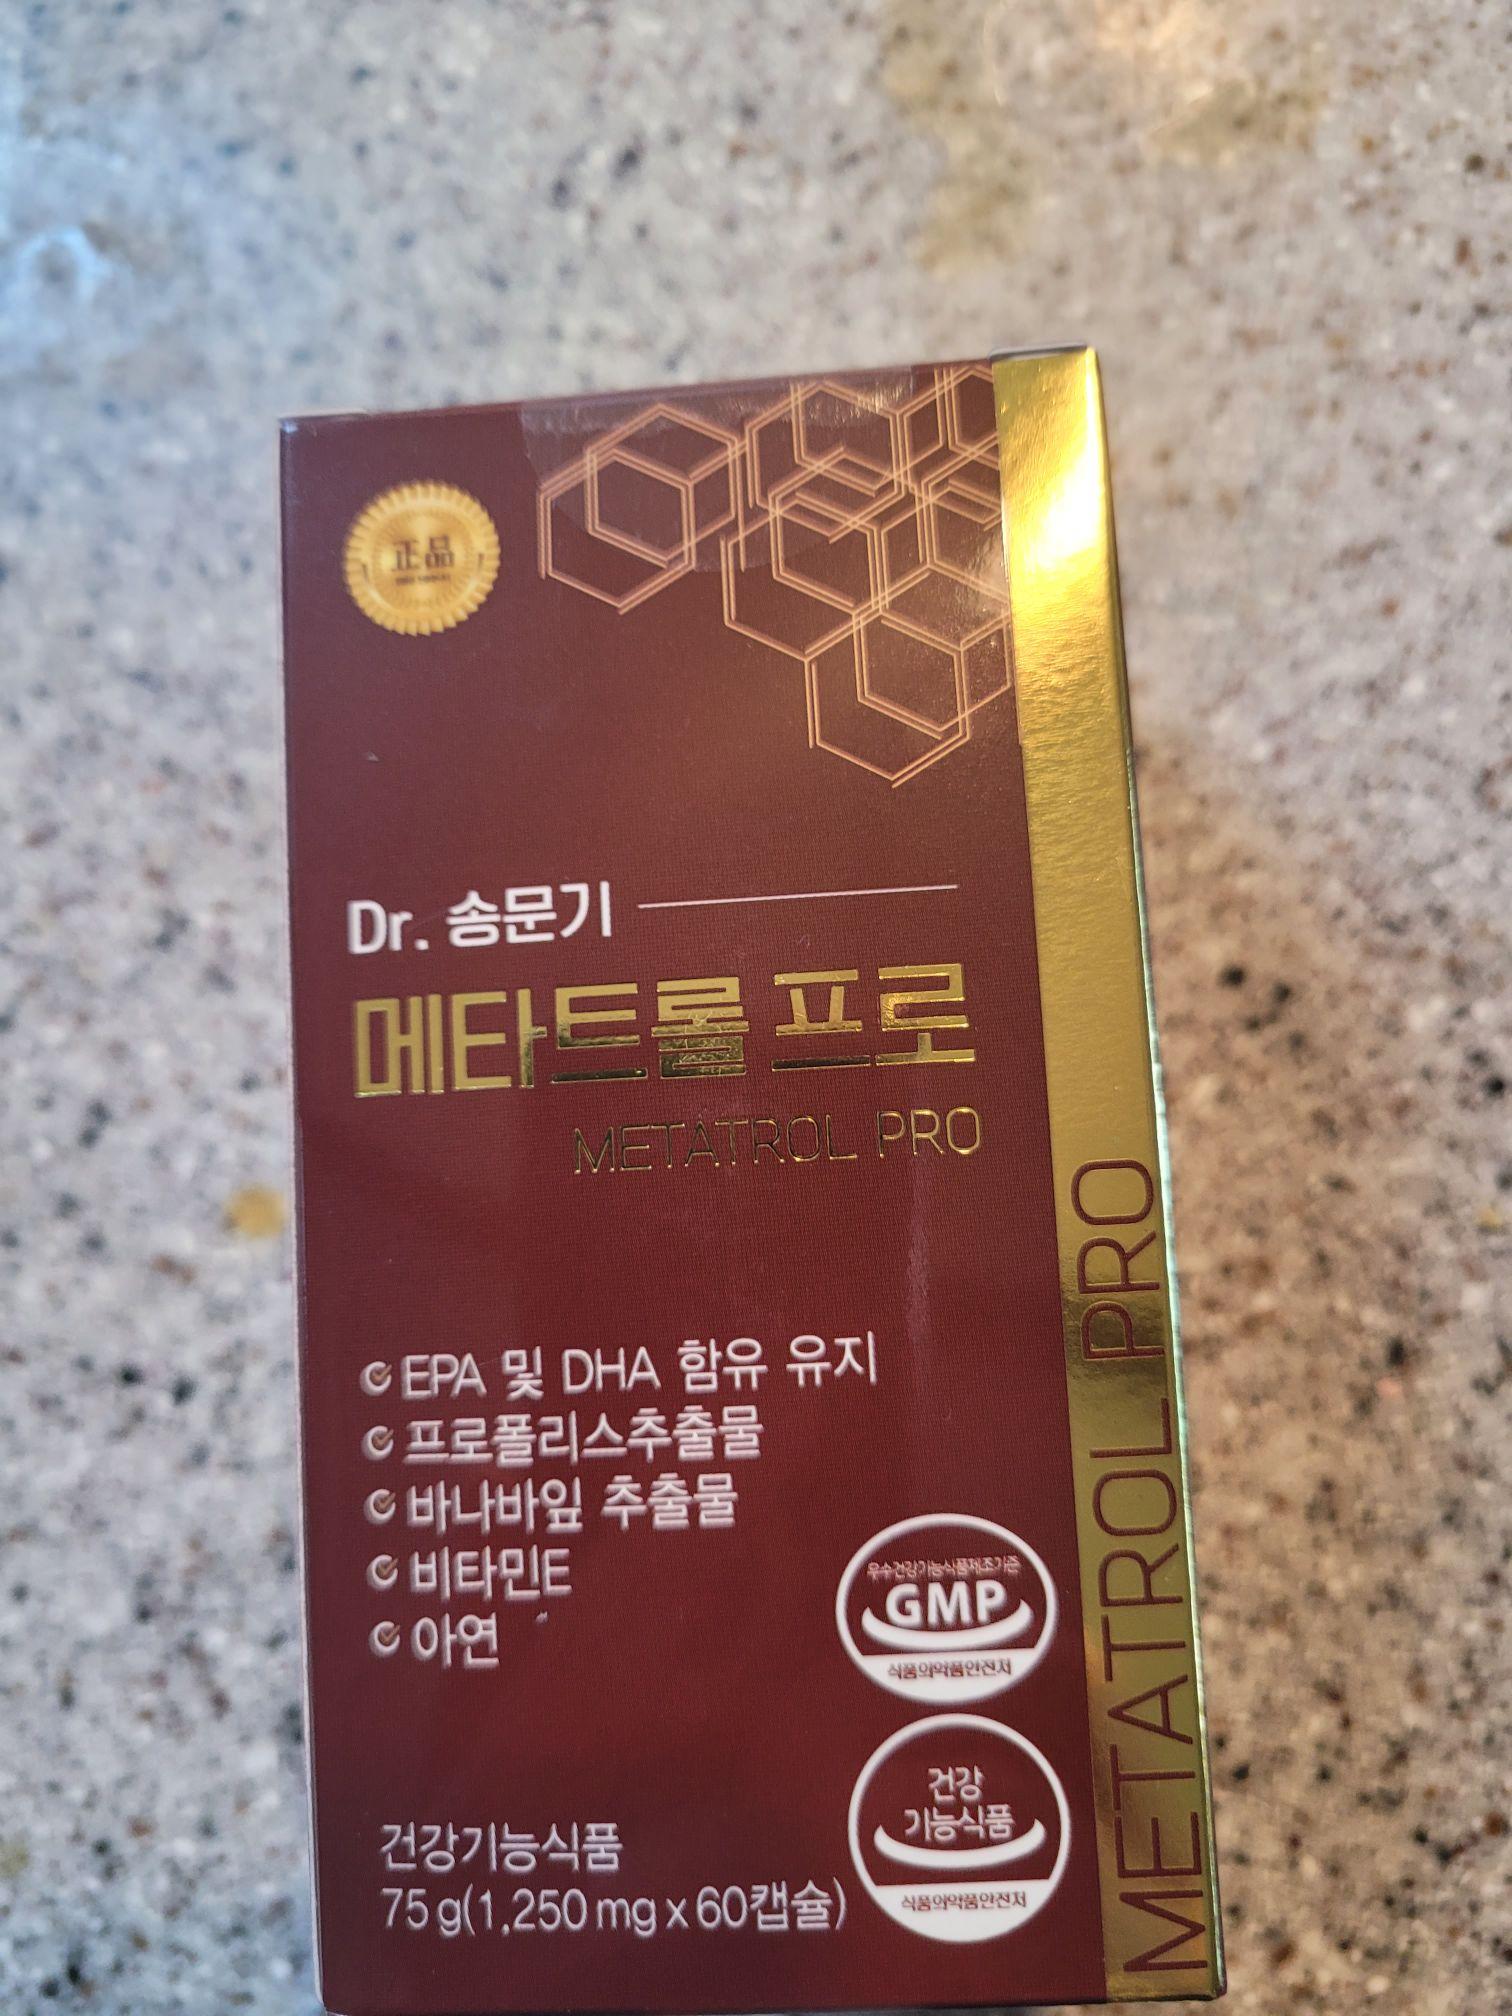 正品
Dr. 송문기
메타트롤 프로
METATROL PRO
EPA 및 DHA 함유 유지
프로폴리스추출물
바나바잎 추출물
비타민E
아연
우수건강기능식품제조기준
GMP
식품의약품안전처
건강
기능식품
식품의약품안전처
건강기능식품
75 g(1,250 mg x 60캡슐)
METATROL PRO